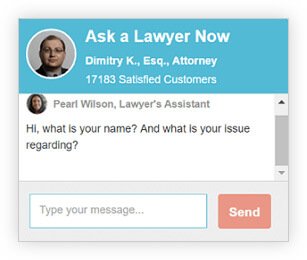 Ask a Lawyer Now
Dimitry K., Esq., Attorney
17183 Satisfied Customers
Pearl Wilson, Lawyer's Assistant
Hi, what is your name? And what is your issue
regarding?
Type your message...
Send